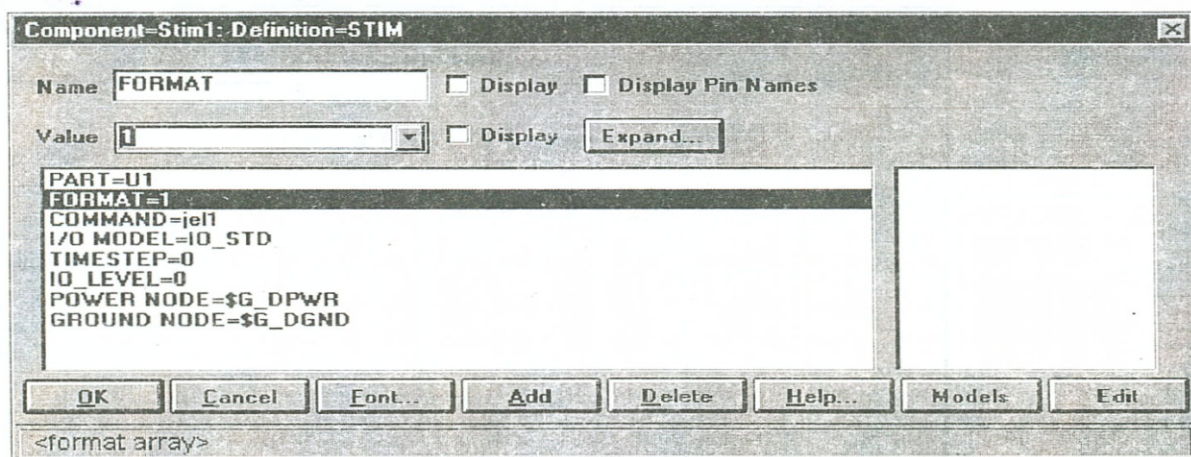 Component=Stim1: Definition=STIM
Name FORMAT Display Display Pin Names
Value 1 Display Expand...
PART=U1
FORMAT=1
COMMAND=jel1
I/O MODEL=IO_STD
TIMESTEP=0
IO_LEVEL=0
POWER NODE=$G_DPWR
GROUND NODE=$G_DGND
OK Cancel Font... Add Delete Help... Models Edit
<format array>